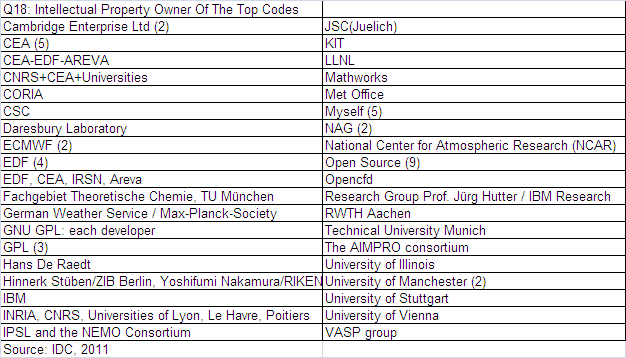 Q18: Intellectual Property Owner Of The Top Codes
Cambridge Enterprise Ltd (2) JSC(Juelich)
CEA (5) KIT
CEA-EDF-AREVA LLNL
CNRS+CEA+Universities Mathworks
CORIA Met Office
CSC Myself (5)
Daresbury Laboratory NAG (2)
ECMWF (2) National Center for Atmospheric Research (NCAR)
EDF (4) Open Source (9)
EDF, CEA, IRSN, Areva Opencfd
Fachgebiet Theoretische Chemie, TU München Research Group Prof. Jürg Hutter / IBM Research
German Weather Service / Max-Planck-Society RWTH Aachen
GNU GPL: each developer Technical University Munich
GPL (3) The AIMPRO consortium
Hans De Raedt University of Illinois
Hinnerk Stüben/ZIB Berlin, Yoshifumi Nakamura/RIKEN University of Manchester (2)
IBM University of Stuttgart
INRIA, CNRS, Universities of Lyon, Le Havre, Poitiers University of Vienna
IPSL and the NEMO Consortium VASP group
Source: IDC, 2011